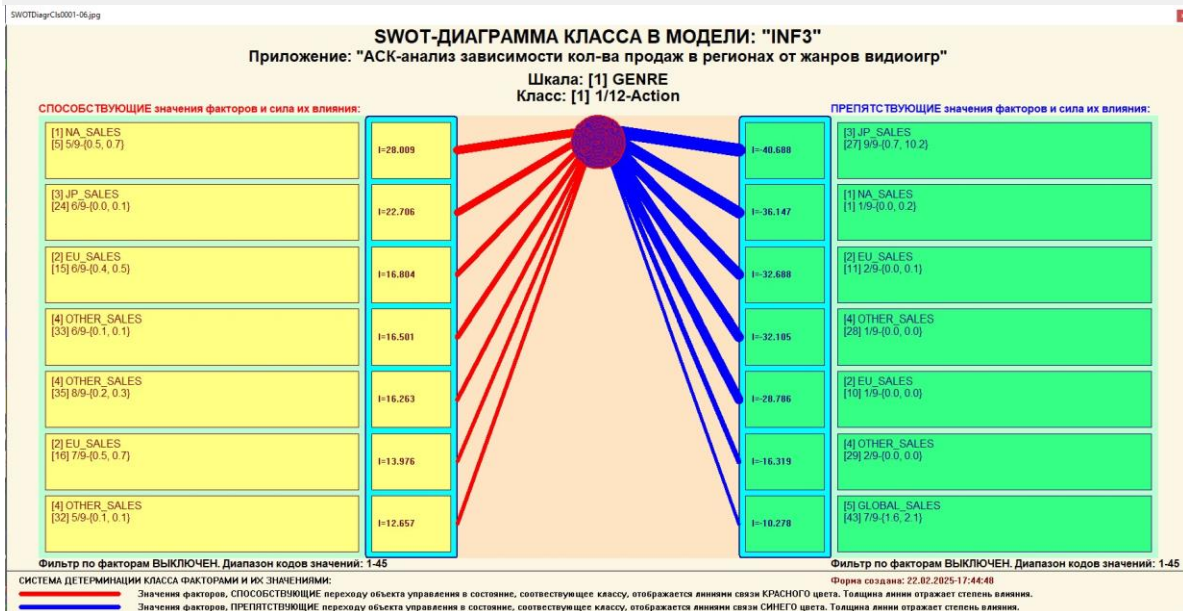 SWOTDiagrCls0001-06.jpg
SWOT-ДИАГРАММА КЛАССА В МОДЕЛИ: "INF3"
Приложение: "АСК-анализ зависимости кол-ва продаж в регионах от жанров видиоигр"
Шкала: [1] GENRE
Класс: [1] 1/12-Action
СПОСОБСТВУЮЩИЕ значения факторов и сила их влияния:
ПРЕПЯТСТВУЮЩИЕ значения факторов и сила их влияния:
[1] NA_SALES
[5] 5/9-{0.5, 0.7}
I=28.009
[3] JP_SALES
[24] 6/9-{0.0, 0.1}
I=22.706
[2] EU_SALES
[15] 6/9-{0.4, 0.5}
I=16.804
[4] OTHER_SALES
[33] 6/9-{0.1, 0.1}
I=16.501
[4] OTHER_SALES
[35] 8/9-{0.2, 0.3}
I=16.263
[2] EU_SALES
[16] 7/9-{0.5, 0.7}
I=13.976
[4] OTHER_SALES
[32] 5/9-{0.1, 0.1}
I=12.657
I=-40.688
[3] JP_SALES
[27] 9/9-{0.7, 10.2}
I=-36.147
[1] NA_SALES
[1] 1/9-{0.0, 0.2}
I=-32.688
[2] EU_SALES
[11] 2/9-{0.0, 0.1}
I=-32.105
[4] OTHER_SALES
[28] 1/9-{0.0, 0.0}
I=-28.786
[2] EU_SALES
[10] 1/9-{0.0, 0.0}
I=-16.319
[4] OTHER_SALES
[29] 2/9-{0.0, 0.0}
I=-10.278
[5] GLOBAL_SALES
[43] 7/9-{1.6, 2.1}
Фильтр по факторам ВЫКЛЮЧЕН. Диапазон кодов значений: 1-45
Фильтр по факторам ВЫКЛЮЧЕН. Диапазон кодов значений: 1-45
СИСТЕМА ДЕТЕРМИНАЦИИ КЛАССА ФАКТОРАМИ И ИХ ЗНАЧЕНИЯМИ:
Форма создана: 22.02.2025-17:44:48
Значения факторов, СПОСОБСТВУЮЩИЕ переходу объекта управления в состояние, соответствующее классу, отображается линиями связи КРАСНОГО цвета. Толщина линии отражает степень влияния.
Значения факторов, ПРЕПЯТСТВУЮЩИЕ переходу объекта управления в состояние, соответствующее классу, отображается линиями связи СИНЕГО цвета. Толщина линии отражает степень влияния.